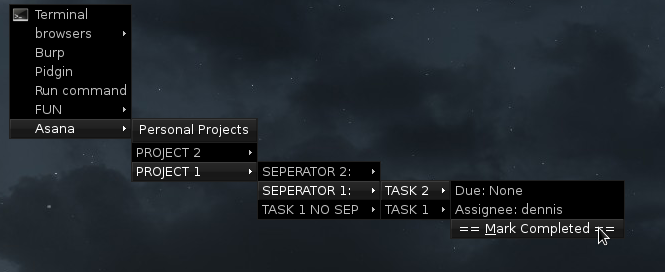 Terminal
browsers
Burp
Pidgin
Run command
FUN
Asana
Personal Projects
PROJECT 2
PROJECT 1
SEPERATOR 2:
SEPERATOR 1:
TASK 1 NO SEP
TASK 2
TASK 1
Due: None
Assignee: dennis
== Mark Completed ==